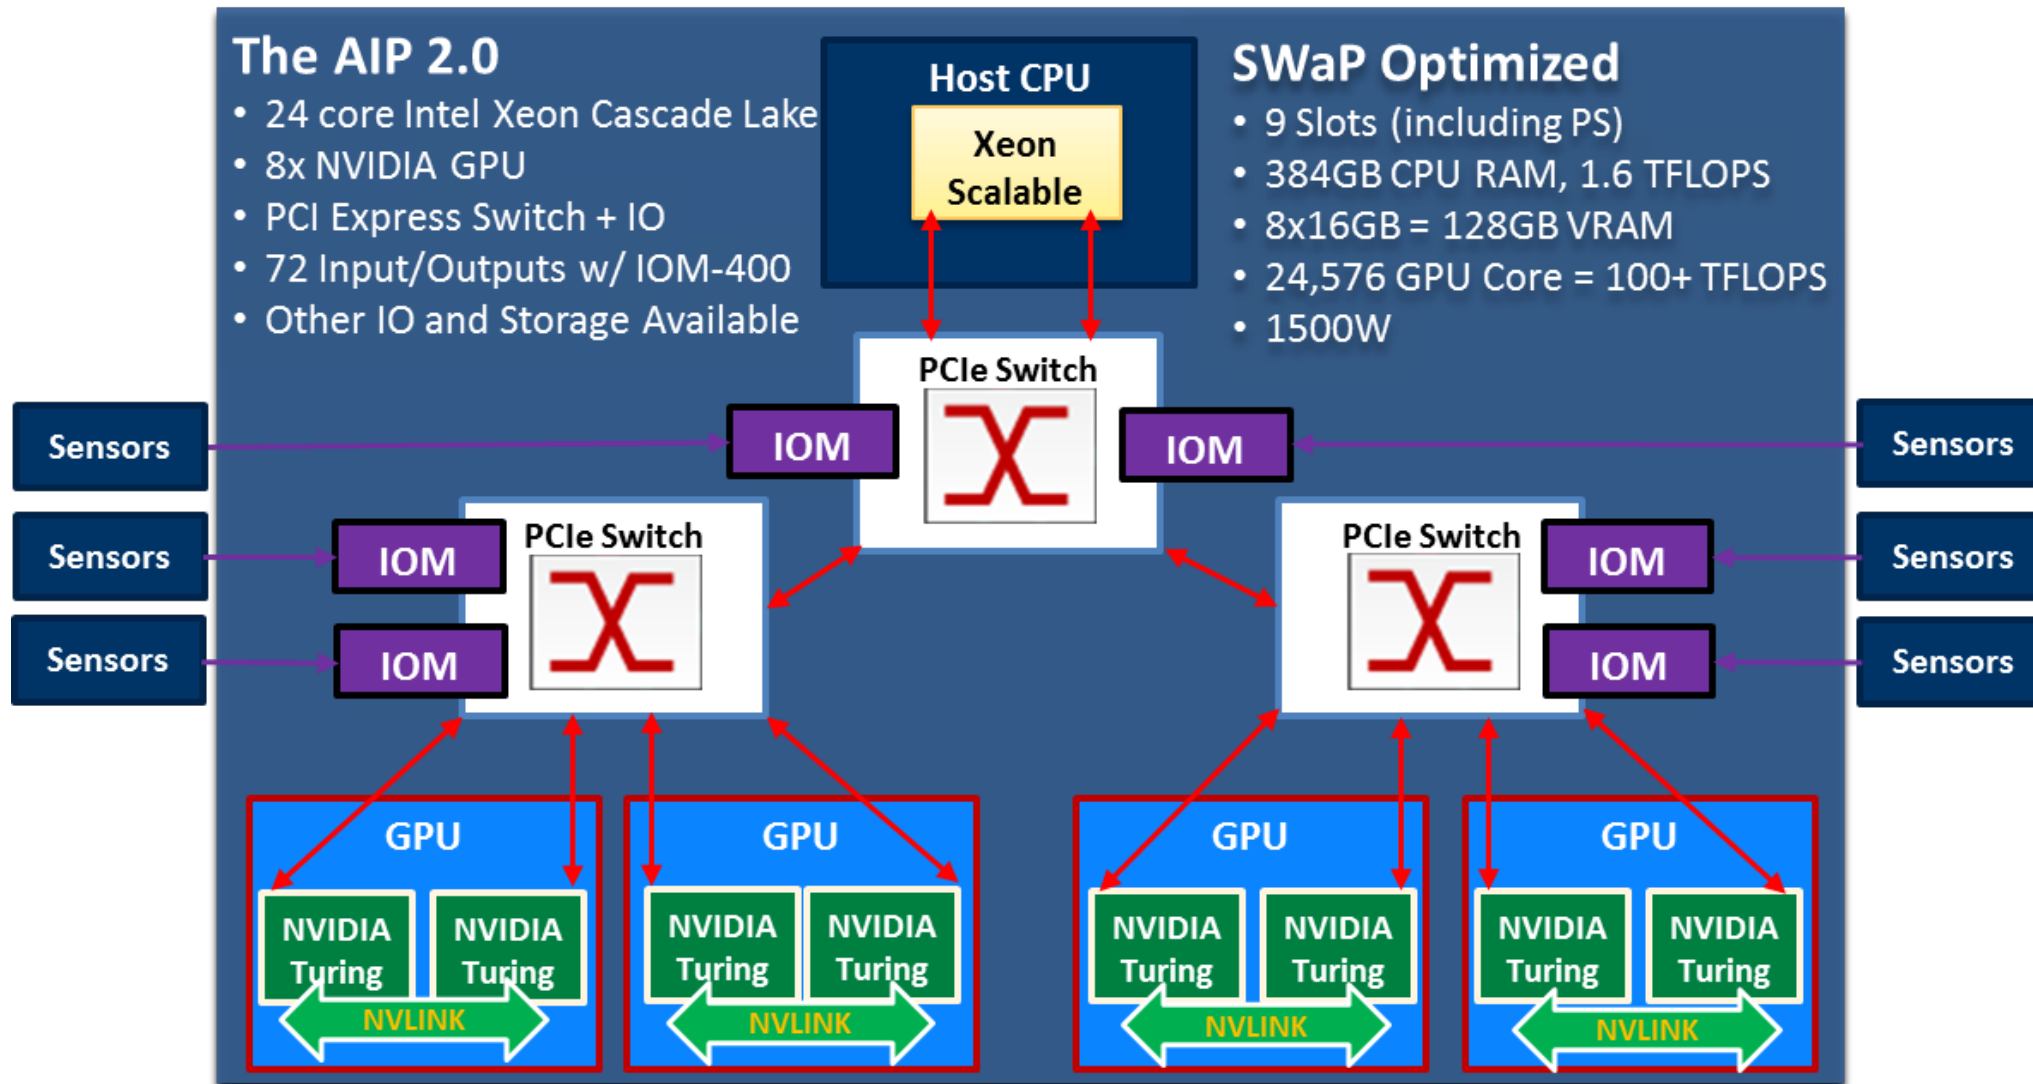 The AIP 2.0
• 24 core Intel Xeon Cascade Lake
• 8x NVIDIA GPU
• PCI Express Switch + IO
• 72 Input/Outputs w/ IOM-400
• Other IO and Storage Available
Host CPU
Xeon
Scalable
SWaP Optimized
• 9 Slots (including PS)
• 384GB CPU RAM, 1.6 TFLOPS
• 8x16GB = 128GB VRAM
• 24,576 GPU Core = 100+ TFLOPS
• 1500W
PCIe Switch
Sensors
IOM
IOM
Sensors
Sensors
IOM
PCIe Switch
PCIe Switch
IOM
Sensors
Sensors
IOM
IOM
Sensors
GPU
GPU
GPU
GPU
NVIDIA
Turing
NVIDIA
Turing
NVIDIA
Turing
NVIDIA
Turing
NVIDIA
Turing
NVIDIA
Turing
NVIDIA
Turing
NVIDIA
Turing
NVLINK
NVLINK
NVLINK
NVLINK